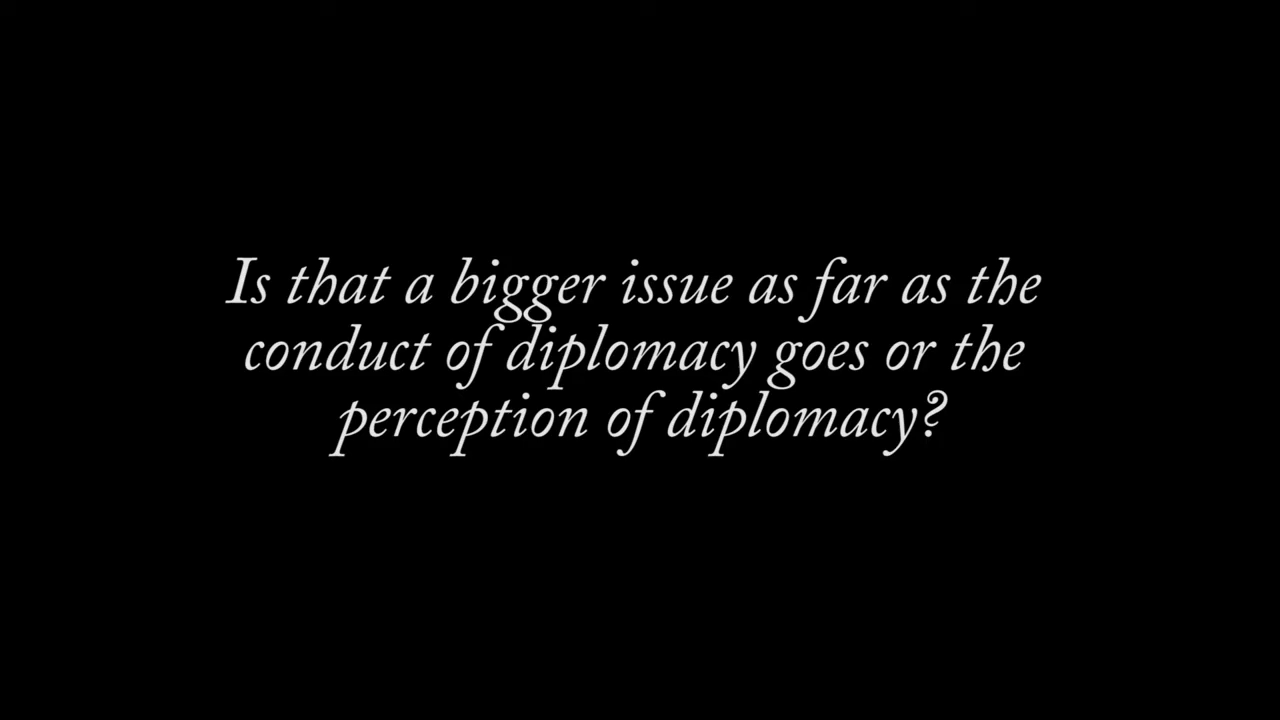 Is that a bigger issue as far as the
conduct of diplomacy goes or the
perception of diplomacy?